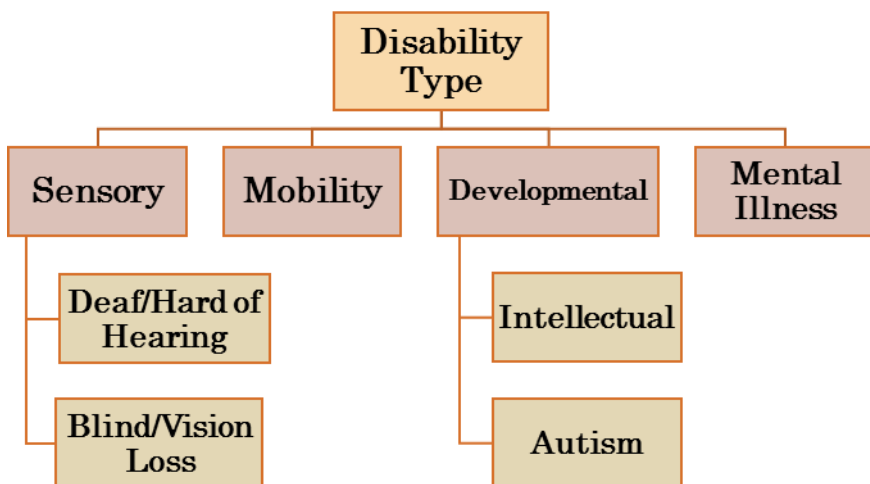 Disability
Type
Sensory
Mobility
Developmental
Mental
Illness
Deaf/Hard of
Hearing
Blind/Vision
Loss
Intellectual
Autism